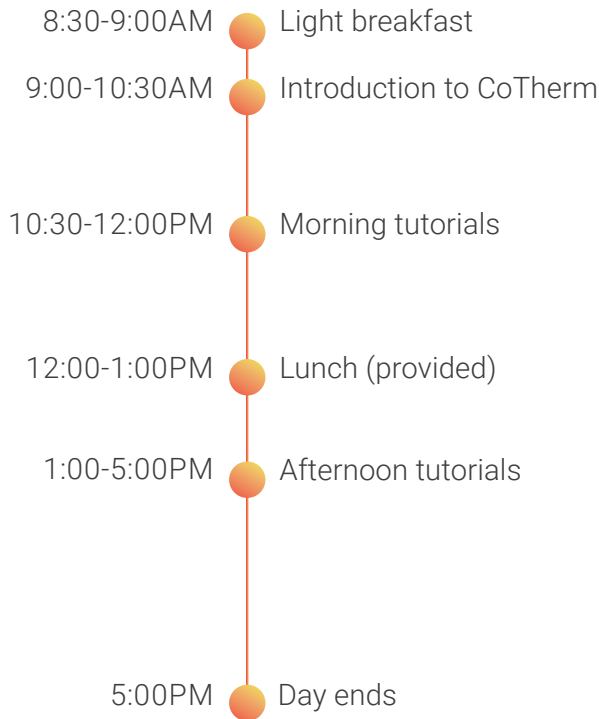 8:30-9:00AM Light breakfast
9:00-10:30AM Introduction to CoTherm
10:30-12:00PM Morning tutorials
12:00-1:00PM Lunch (provided)
1:00-5:00PM Afternoon tutorials
5:00PM Day ends